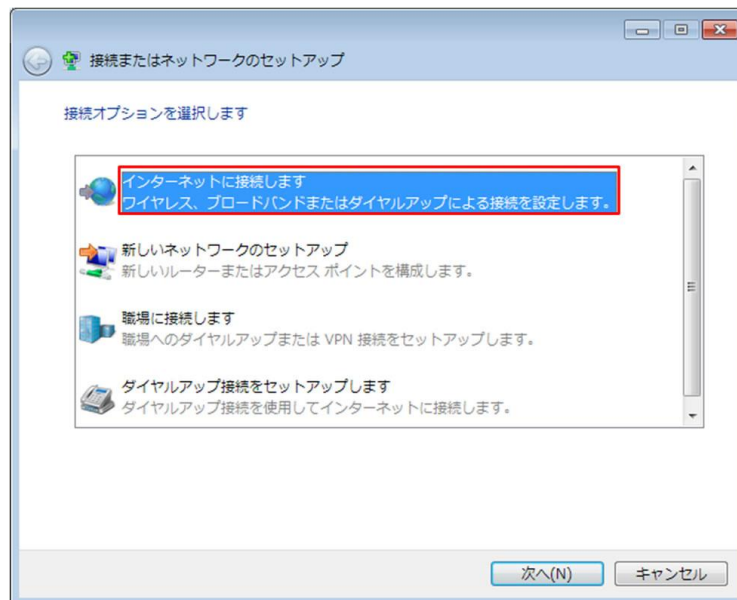 接続またはネットワークのセットアップ
接続オプションを選択します
インターネットに接続します
ワイヤレス、ブロードバンドまたはダイヤルアップによる接続を設定します。
新しいネットワークのセットアップ
新しいルーターまたはアクセス ポイントを構成します。
職場に接続します
職場へのダイヤルアップまたは VPN 接続をセットアップします。
ダイヤルアップ接続をセットアップします
ダイヤルアップ接続を使用してインターネットに接続します。
次へ(N) キャンセル